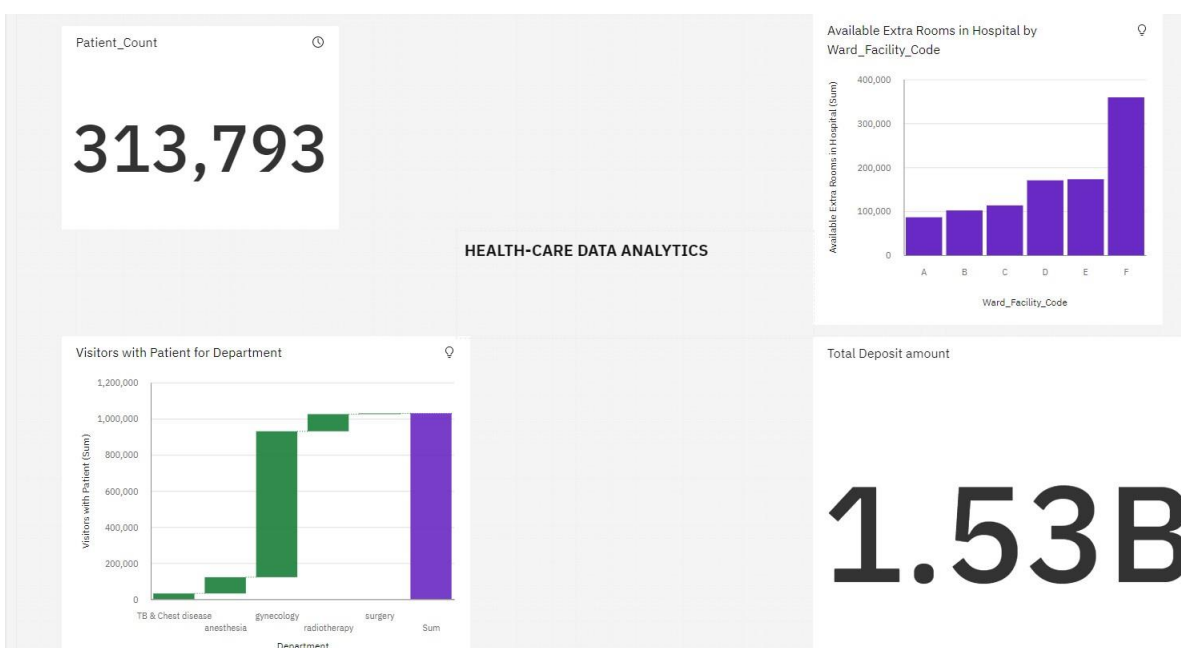 Patient_Count
313,793
Available Extra Rooms in Hospital by
Ward_Facility_Code
Available Extra Rooms in Hospital (Sum)
400,000
300,000
200,000
100,000
0
A B C D E F
Ward_Facility_Code
HEALTH-CARE DATA ANALYTICS
Visitors with Patient for Department
Visitors with Patient (Sum)
1,200,000
1,000,000
800,000
600,000
400,000
200,000
0
TB & Chest disease gynecology surgery
anesthesia radiotherapy Sum
Department
Total Deposit amount
1.53B